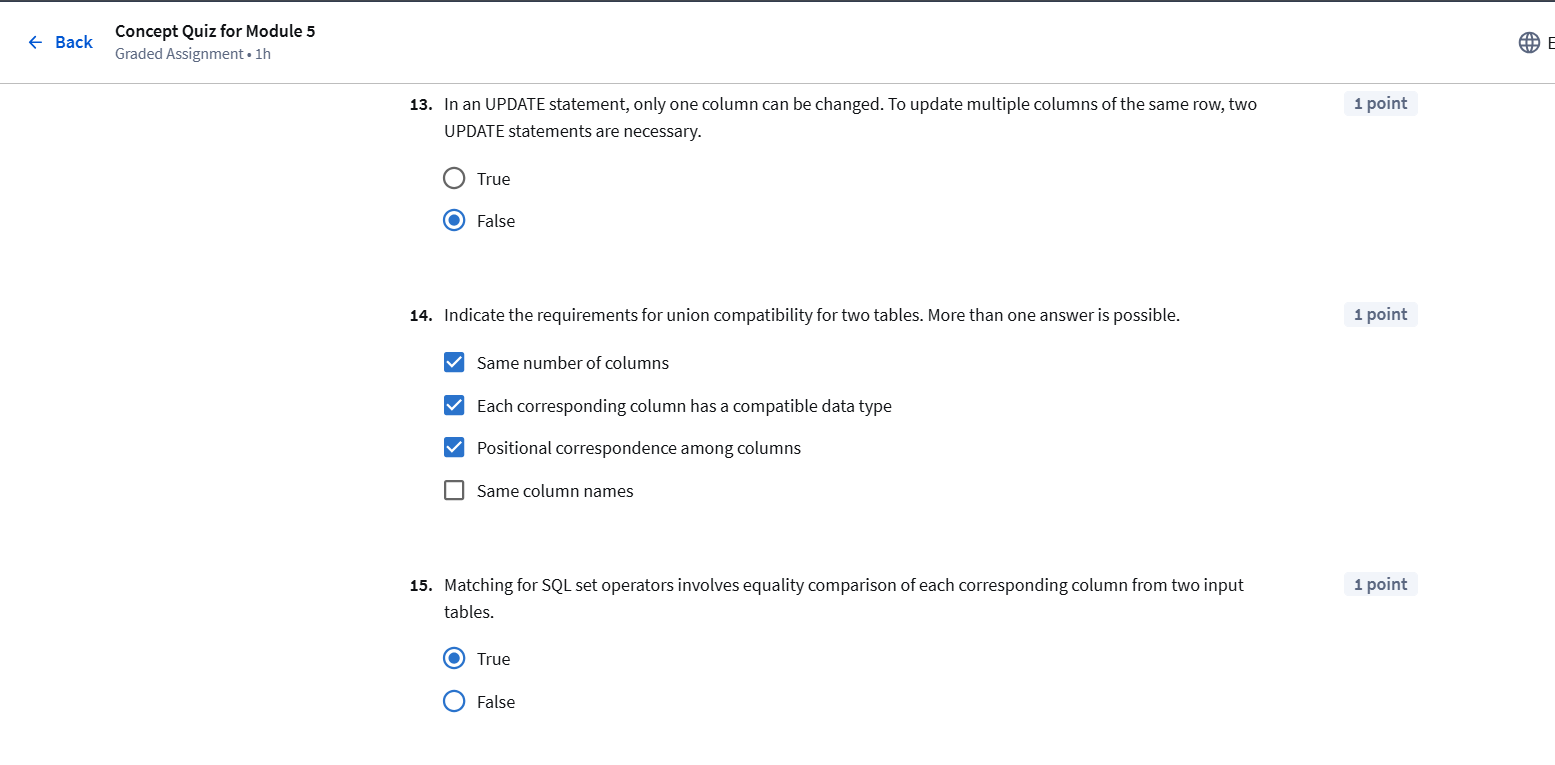 Back
Concept Quiz for Module 5
Graded Assignment • 1h
E
13. In an UPDATE statement, only one column can be changed. To update multiple columns of the same row, two
UPDATE statements are necessary.
1 point
True
False
14. Indicate the requirements for union compatibility for two tables. More than one answer is possible.
1 point
Same number of columns
Each corresponding column has a compatible data type
Positional correspondence among columns
Same column names
15. Matching for SQL set operators involves equality comparison of each corresponding column from two input
tables.
1 point
True
False